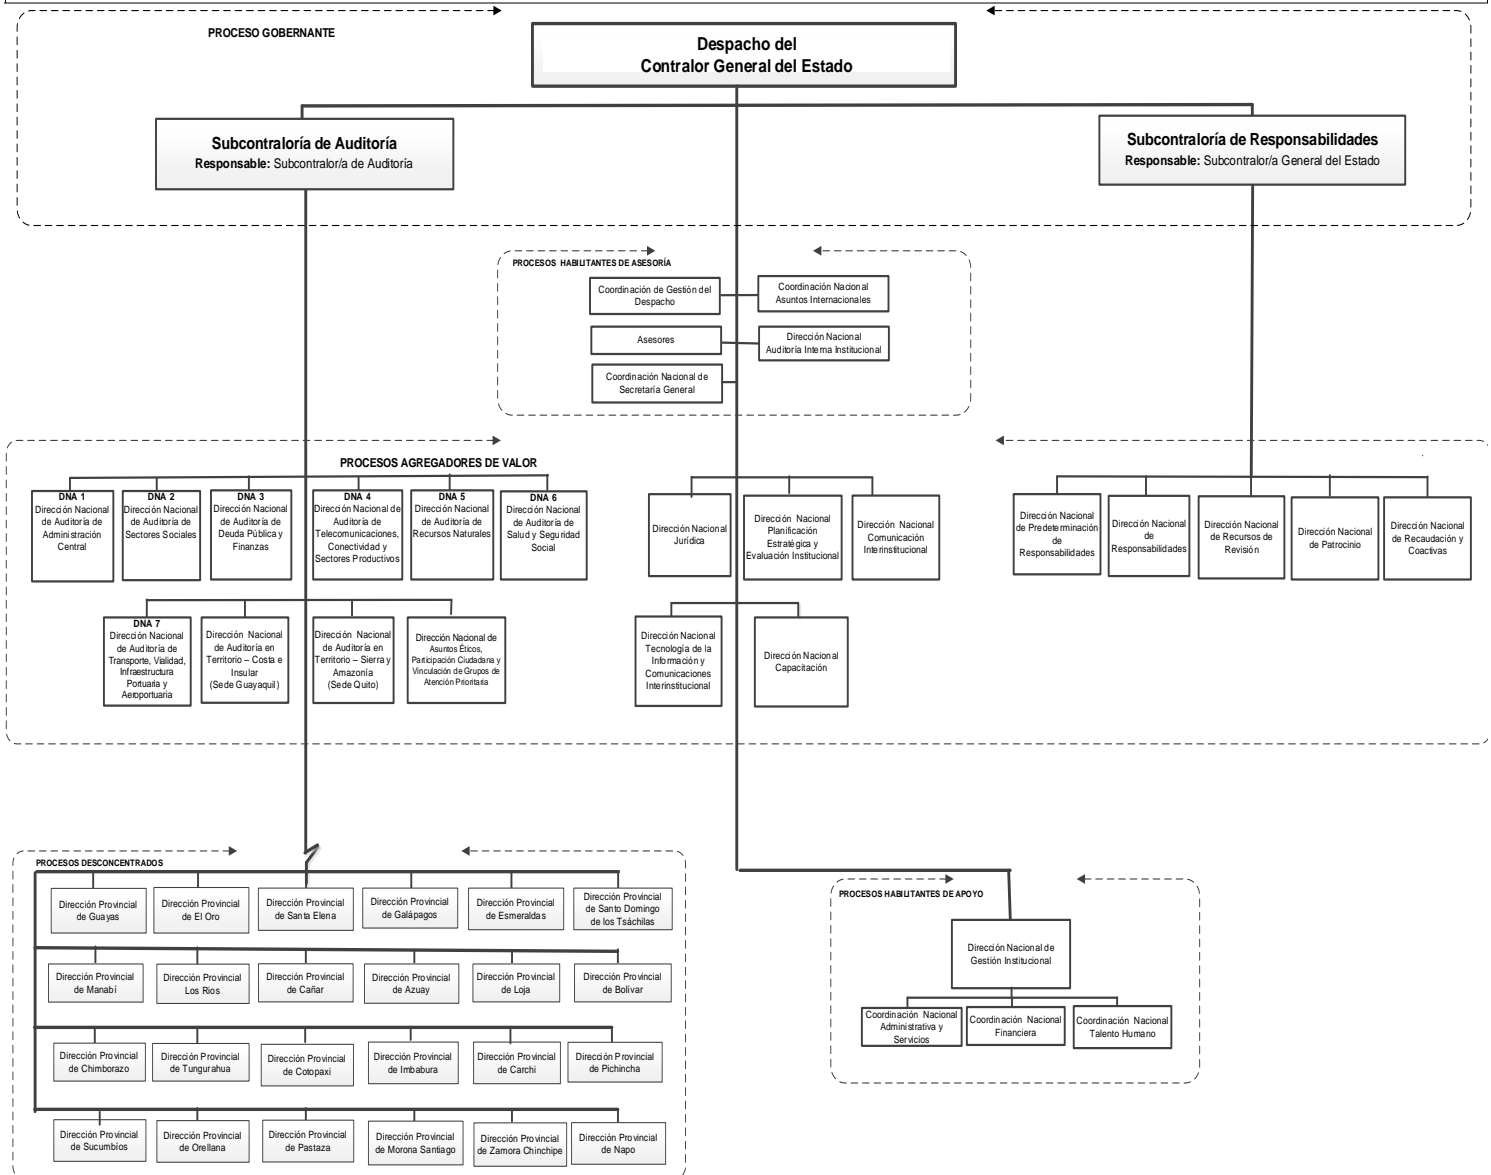 PROCESO GOBERNANTE
Despacho del
Contralor General del Estado
Subcontraloría de Auditoría
Responsable: Subcontralor/a de Auditoría
Subcontraloría de Responsabilidades
Responsable: Subcontralor/a General del Estado
PROCESOS HABILITANTES DE ASESORÍA
Coordinación de Gestión del
Despacho
Coordinación Nacional
Asuntos Internacionales
Asesores
Dirección Nacional
Auditoría Interna Institucional
Coordinación Nacional de
Secretaría General
PROCESOS AGREGADORES DE VALOR
DNA 1
Dirección Nacional
de Auditoría de
Administración
Central
DNA 2
Dirección Nacional
de Auditoría de
Sectores Sociales
DNA 3
Dirección Nacional
de Auditoría de
Deuda Pública y
Finanzas
DNA 4
Dirección Nacional de
Auditoría de
Telecomunicaciones,
Conectividad y
Sectores Productivos
DNA 5
Dirección Nacional
de Auditoría de
Recursos Naturales
DNA 6
Dirección Nacional
de Auditoría de
Salud y Seguridad
Social
Dirección Nacional
Jurídica
Dirección Nacional
Planificación
Estratégica y
Evaluación Institucional
Dirección Nacional
Comunicación
Interinstitucional
Dirección Nacional
de Predeterminación
de
Responsabilidades
Dirección Nacional
de
Responsabilidades
Dirección Nacional
de Recursos de
Revisión
Dirección Nacional
de Patrocinio
Dirección Nacional
de Recaudación y
Coactivas
DNA 7
Dirección Nacional
de Auditoría de
Transporte, Vialidad,
Infraestructura
Portuaria y
Aeroportuaria
Dirección Nacional
de Auditoría en
Territorio – Costa e
Insular
(Sede Guayaquil)
Dirección Nacional
de Auditoría en
Territorio – Sierra y
Amazonía
(Sede Quito)
Dirección Nacional de
Asuntos Éticos,
Participación Ciudadana y
Vinculación de Grupos de
Atención Prioritaria
Dirección Nacional
Tecnología de la
Información y
Comunicaciones
Interinstitucional
Dirección Nacional
Capacitación
PROCESOS DESCONCENTRADOS
Dirección Provincial
de Guayas
Dirección Provincial
de El Oro
Dirección Provincial
de Santa Elena
Dirección Provincial
de Galápagos
Dirección Provincial
de Esmeraldas
Dirección Provincial
de Santo Domingo
de los Tsáchilas
Dirección Provincial
de Manabí
Dirección Provincial
Los Rios
Dirección Provincial
de Cañar
Dirección Provincial
de Azuay
Dirección Provincial
de Loja
Dirección Provincial
de Bolívar
Dirección Provincial
de Chimborazo
Dirección Provincial
de Tungurahua
Dirección Provincial
de Cotopaxi
Dirección Provincial
de Imbabura
Dirección Provincial
de Carchi
Dirección Provincial
de Pichincha
Dirección Provincial
de Sucumbíos
Dirección Provincial
de Orellana
Dirección Provincial
de Pastaza
Dirección Provincial
de Morona Santiago
Dirección Provincial
de Zamora Chinchipe
Dirección Provincial
de Napo
PROCESOS HABILITANTES DE APOYO
Dirección Nacional de
Gestión Institucional
Coordinación Nacional
Administrativa y
Servicios
Coordinación Nacional
Financiera
Coordinación Nacional
Talento Humano